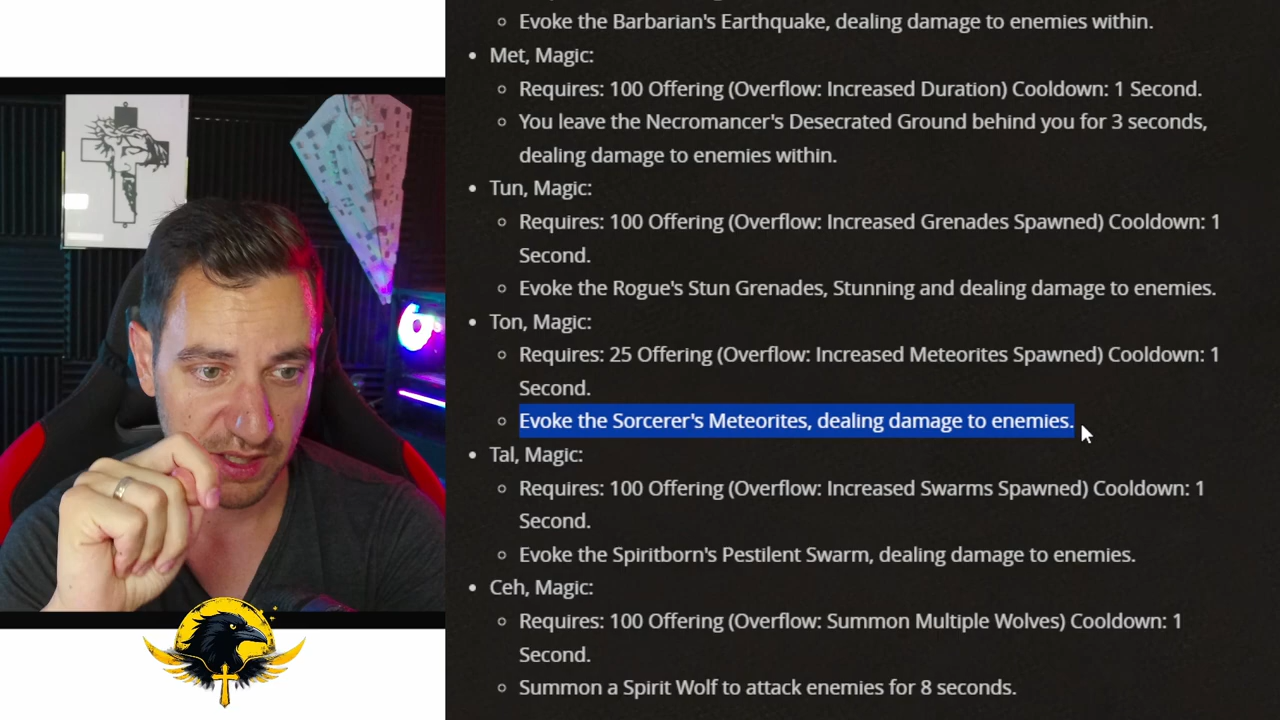 Evoke the Barbarian's Earthquake, dealing damage to enemies within.
• Met, Magic:
Requires: 100 Offering (Overflow: Increased Duration) Cooldown: 1 Second.
You leave the Necromancer's Desecrated Ground behind you for 3 seconds,
dealing damage to enemies within.
• Tun, Magic:
Requires: 100 Offering (Overflow: Increased Grenades Spawned) Cooldown: 1
Second.
Evoke the Rogue's Stun Grenades, Stunning and dealing damage to enemies.
• Ton, Magic:
Requires: 25 Offering (Overflow: Increased Meteorites Spawned) Cooldown: 1
Second.
Evoke the Sorcerer's Meteorites, dealing damage to enemies.
• Tal, Magic:
Requires: 100 Offering (Overflow: Increased Swarms Spawned) Cooldown: 1
Second.
Evoke the Spiritborn's Pestilent Swarm, dealing damage to enemies.
• Ceh, Magic:
Requires: 100 Offering (Overflow: Summon Multiple Wolves) Cooldown: 1
Second.
Summon a Spirit Wolf to attack enemies for 8 seconds.